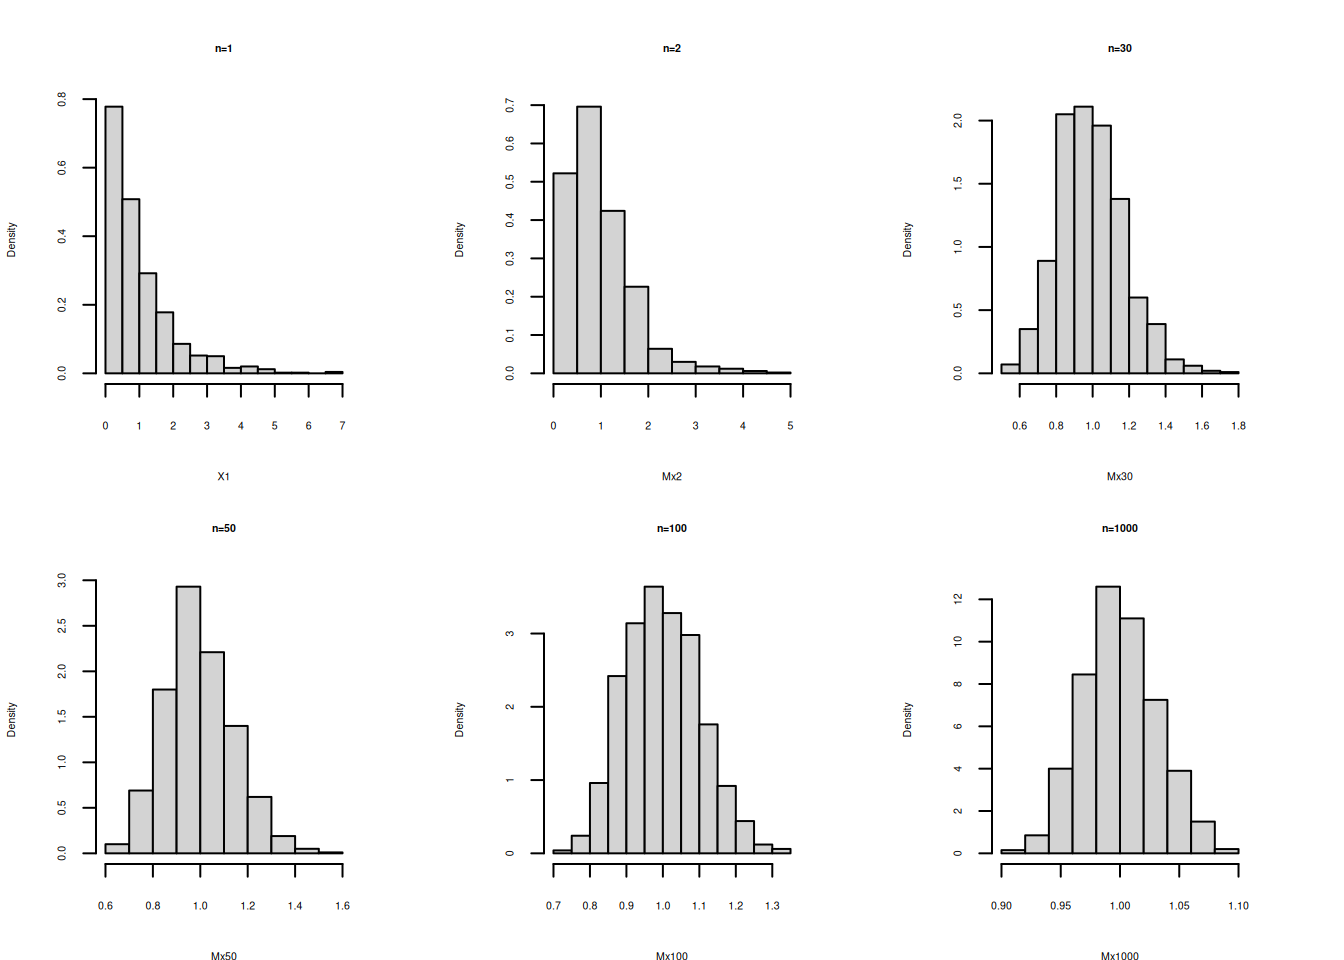 n=1
Density
0.0 0.2 0.4 0.6 0.8
0 1 2 3 4 5 6 7
X1
n=2
Density
0.0 0.1 0.2 0.3 0.4 0.5 0.6 0.7
0 1 2 3 4 5
Mx2
n=30
Density
0.0 0.5 1.0 1.5 2.0
0.6 0.8 1.0 1.2 1.4 1.6 1.8
Mx30
n=50
Density
0.0 0.5 1.0 1.5 2.0 2.5 3.0
0.6 0.8 1.0 1.2 1.4 1.6
Mx50
n=100
Density
0 1 2 3
0.7 0.8 0.9 1.0 1.1 1.2 1.3
Mx100
n=1000
Density
0 2 4 6 8 10 12
0.90 0.95 1.00 1.05 1.10
Mx1000